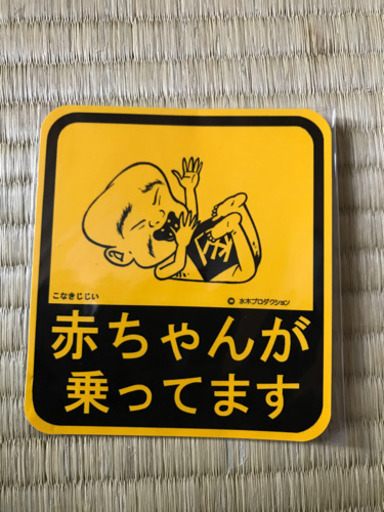 こなきじじい
© 水木プロダクション
赤ちゃんが
乗ってます